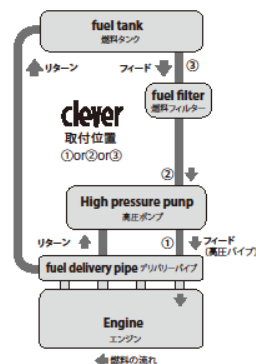 fuel tank
燃料タンク
リターン
フィード
③
fuel filter
燃料フィルター
clever
取付位置
①or②or③
②
High pressure punp
高圧ポンプ
リターン
①
フィード
(高圧パイプ)
fuel delivery pipe デリバリーパイプ
Engine
エンジン
燃料の流れ